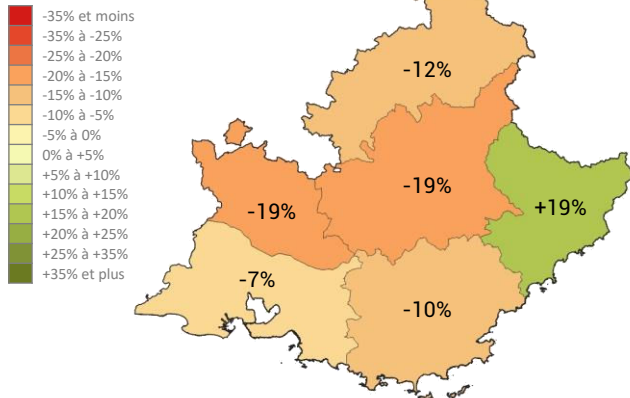 -35% et moins
-35% à -25%
-25% à -20%
-20% à -15%
-15% à -10%
-10% à -5%
-5% à 0%
0% à +5%
+5% à +10%
+10% à +15%
+15% à +20%
+20% à +25%
+25% à +35%
+35% et plus
-12%
-19%
-19%
+19%
-7%
-10%